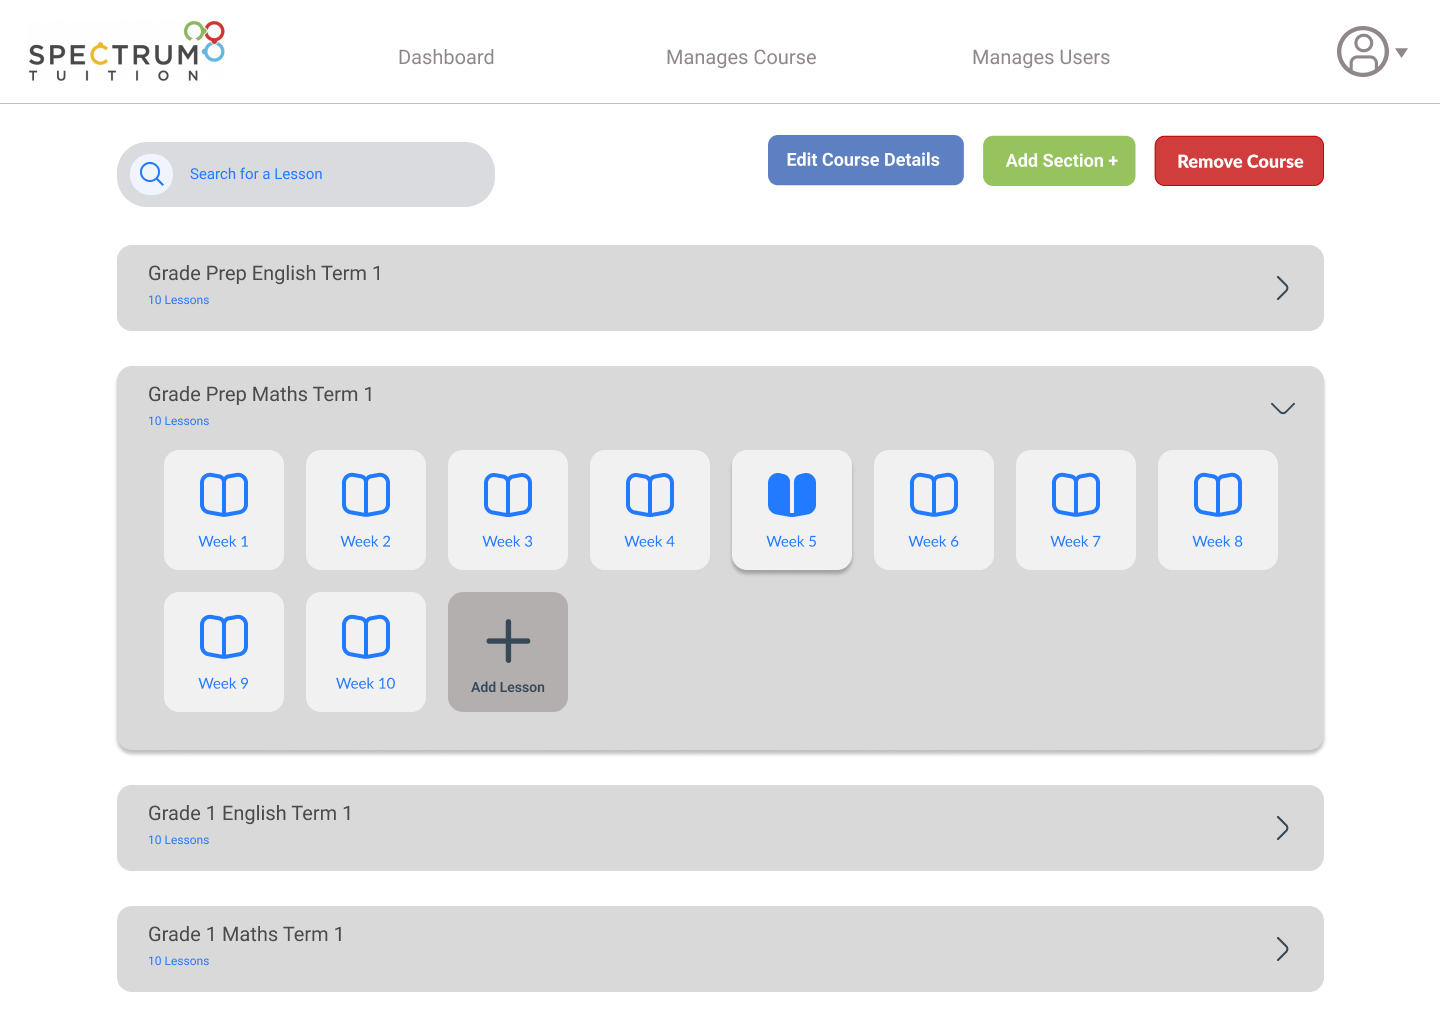 SPECTRUM
TUITION
Dashboard
Manages Course
Manages Users
Search for a Lesson
Edit Course Details
Add Section +
Remove Course
Grade Prep English Term 1
10 Lessons
Grade Prep Maths Term 1
10 Lessons
Week 1
Week 2
Week 3
Week 4
Week 5
Week 6
Week 7
Week 8
Week 9
Week 10
Add Lesson
Grade 1 English Term 1
10 Lessons
Grade 1 Maths Term 1
10 Lessons